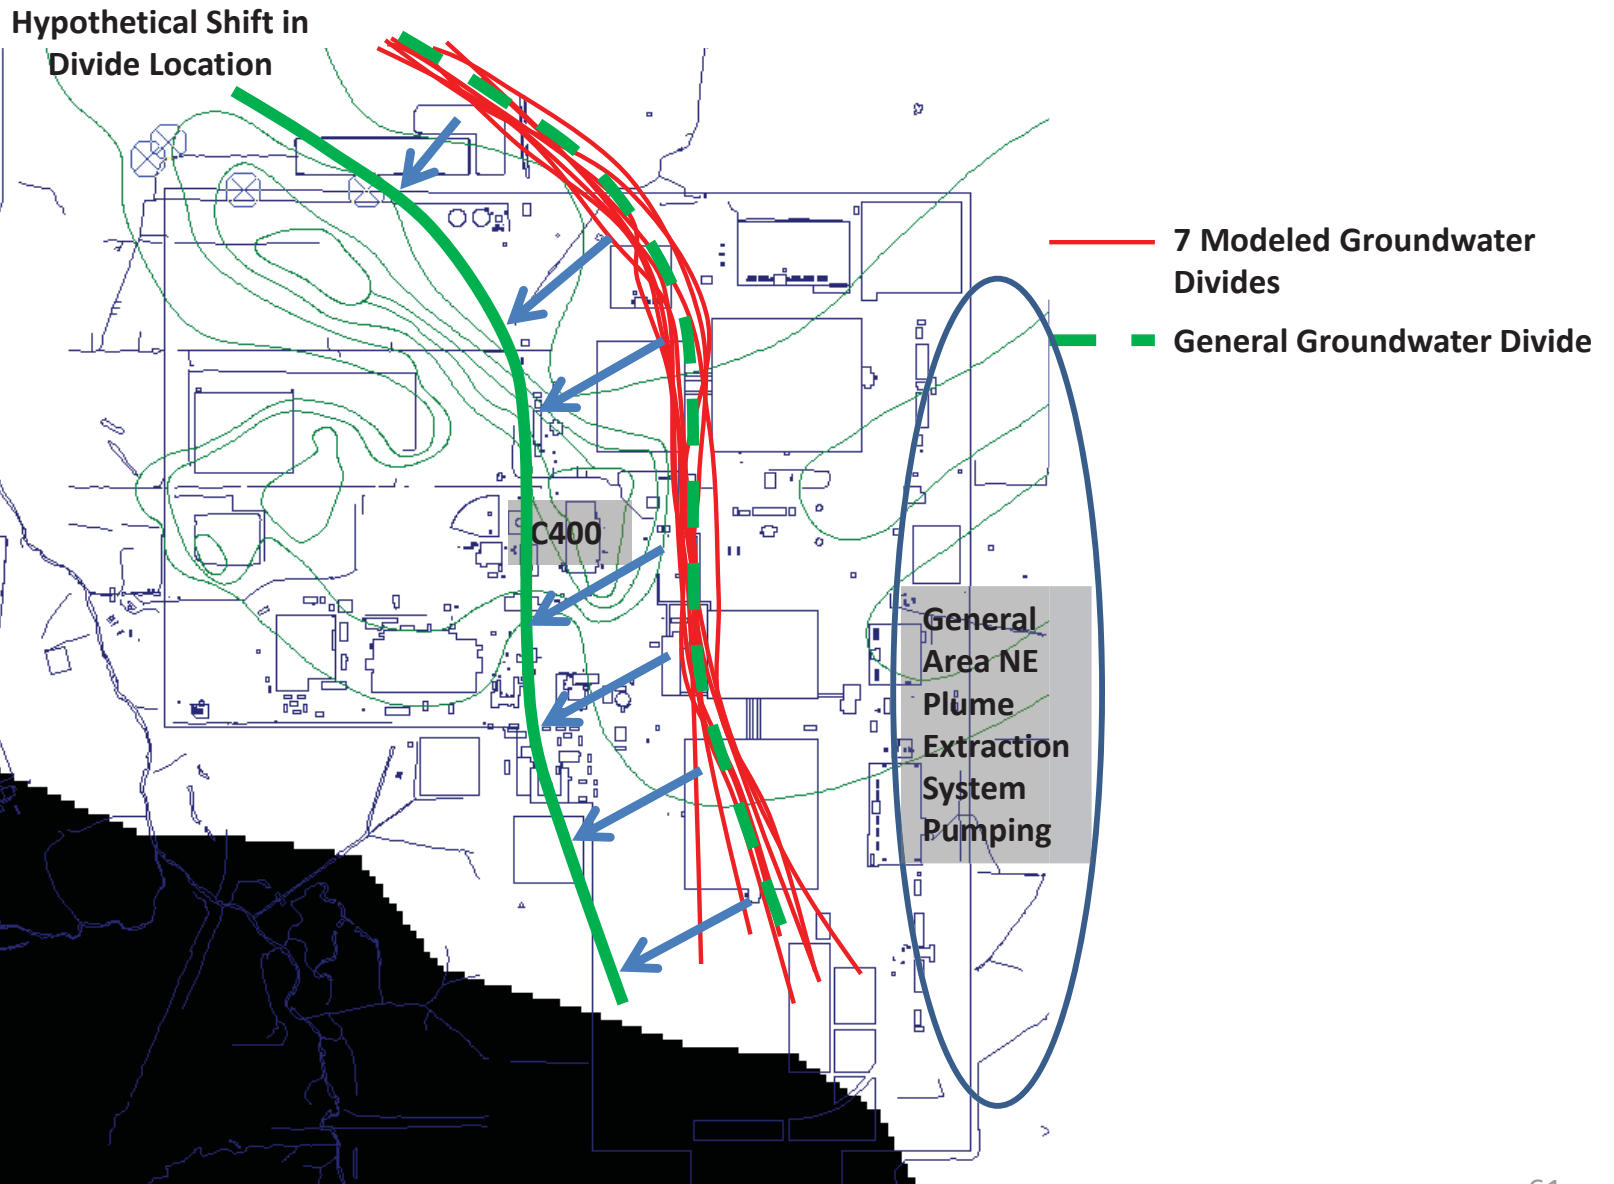 Hypothetical Shift in
Divide Location
7 Modeled Groundwater
Divides
General Groundwater Divide
C400
General
Area NE
Plume
Extraction
System
Pumping